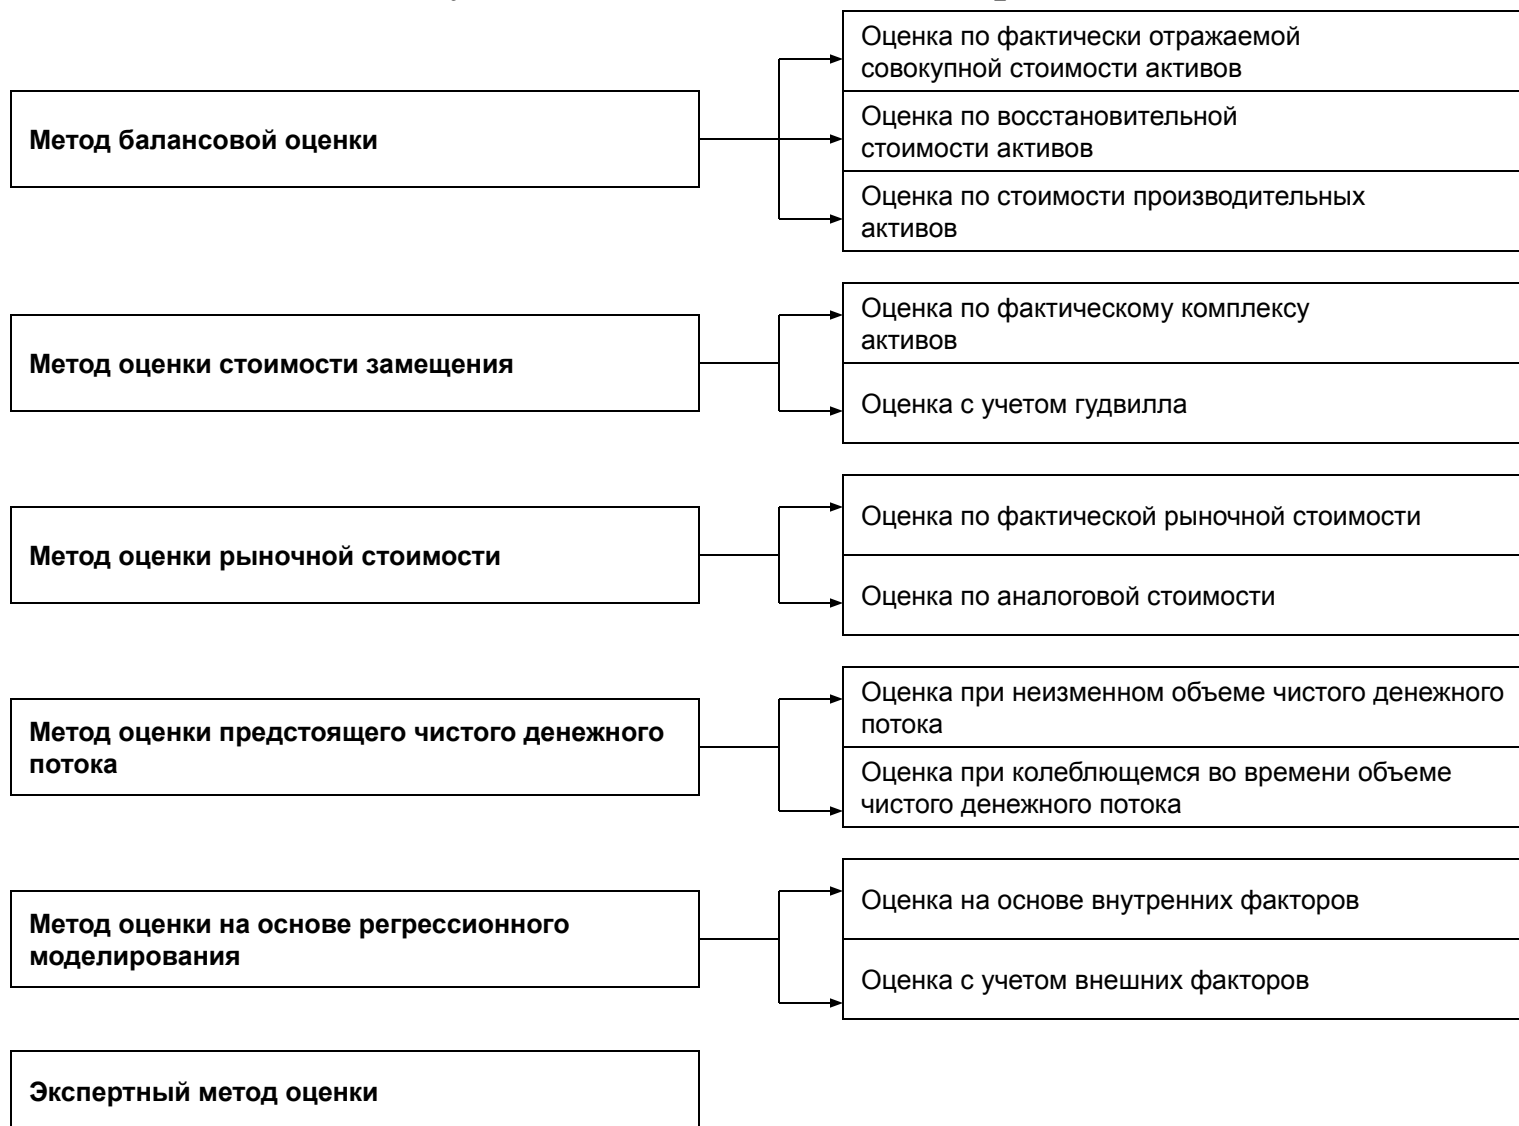 Оценка по фактически отражаемой
совокупной стоимости активов
Метод балансовой оценки
Оценка по восстановительной
стоимости активов
Оценка по стоимости производительных
активов
Оценка по фактическому комплексу
активов
Метод оценки стоимости замещения
Оценка с учетом гудвилла
Оценка по фактической рыночной стоимости
Метод оценки рыночной стоимости
Оценка по аналоговой стоимости
Оценка при неизменном объеме чистого денежного
потока
Метод оценки предстоящего чистого денежного
потока
Оценка при колеблющемся во времени объеме
чистого денежного потока
Оценка на основе внутренних факторов
Метод оценки на основе регрессионного
моделирования
Оценка с учетом внешних факторов
Экспертный метод оценки